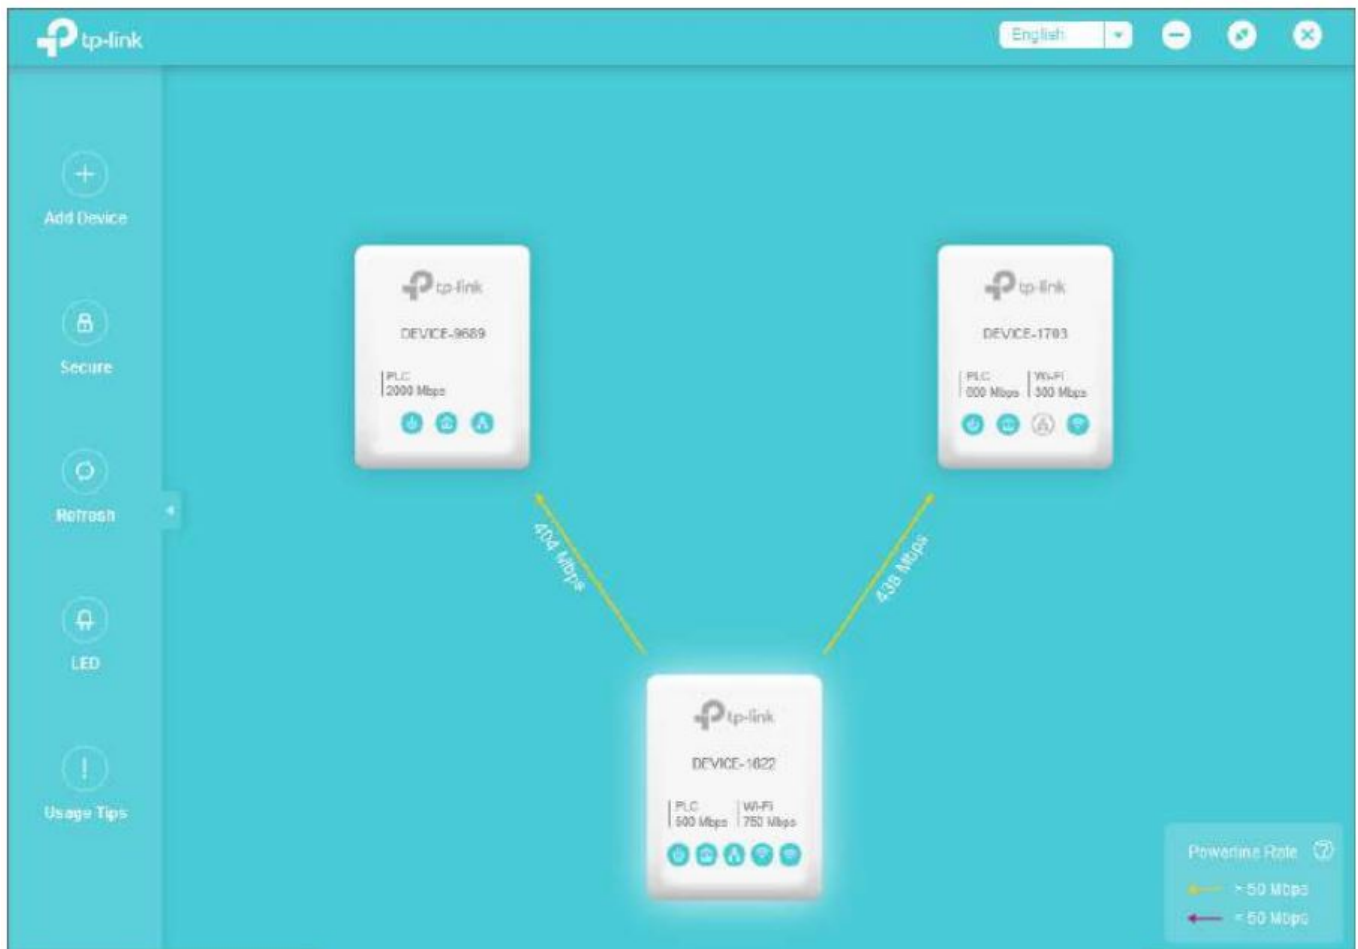 tp-link
English
Add Device
Secure
Refresh
LED
Usage Tips
tp-link
DEVICE-9689
PLC
2000 Mbps
404 Mbps
tp-link
DEVICE-1703
PLC Wi-Fi
600 Mbps 300 Mbps
438 Mbps
tp-link
DEVICE-1622
PLC Wi-Fi
500 Mbps 750 Mbps
Powerline Rate ?
> 50 Mbps
< 50 Mbps